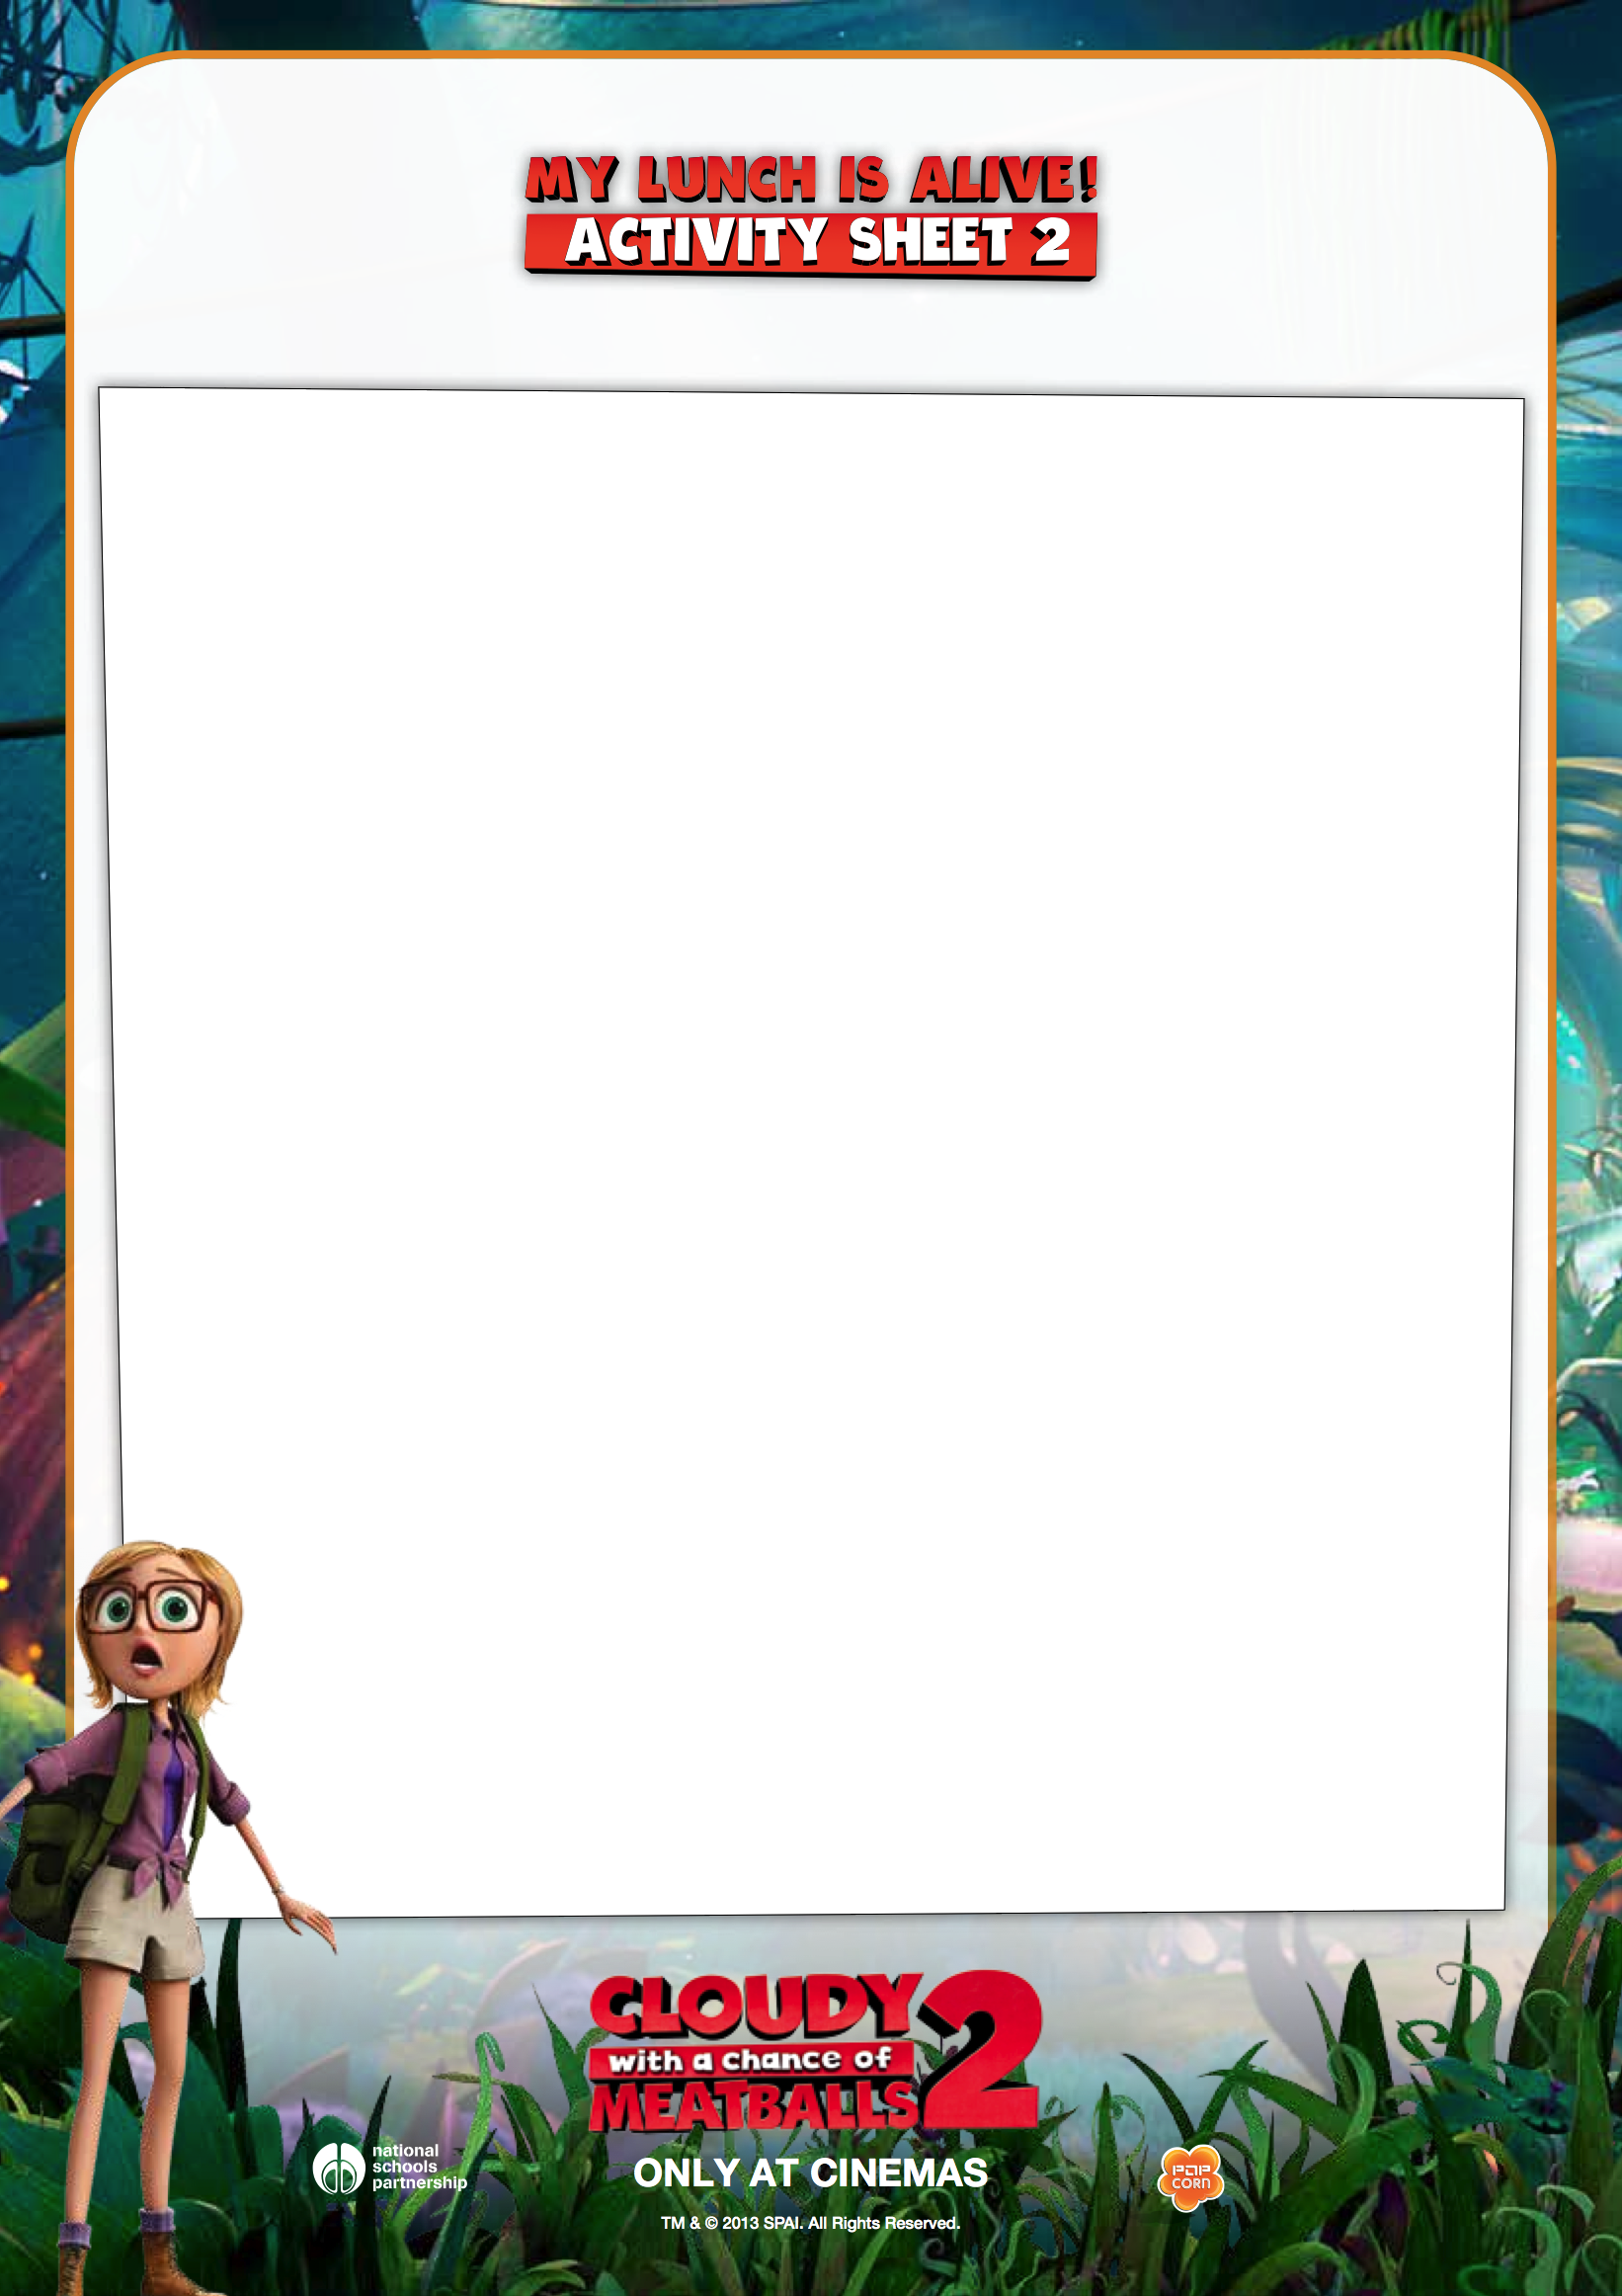 MY LUNCH IS ALIVE!
ACTIVITY SHEET 2
CLOUDY 2
with a chance of
MEATBALLS
national
schools
partnership
ONLY AT CINEMAS
POP
CORN
TM & © 2013 SPAI. All Rights Reserved.